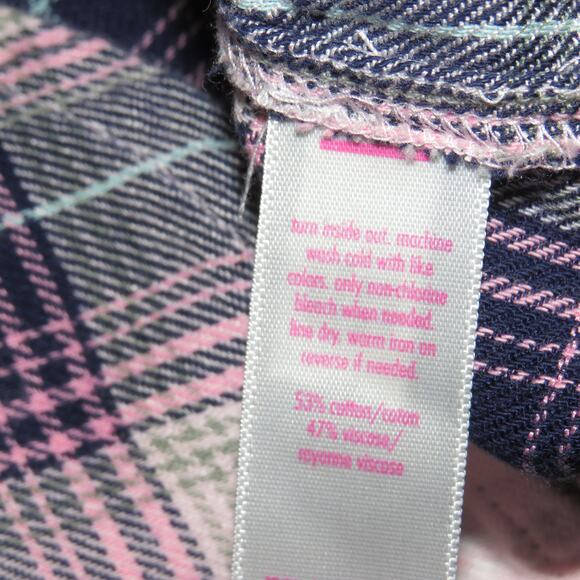 turn inside out. machine
wash cold with like
colors. only non-chlorine
bleach when needed.
line dry. warm iron on
reverse if needed.
53% cotton/coton
47% viscose/
rayonne viscose